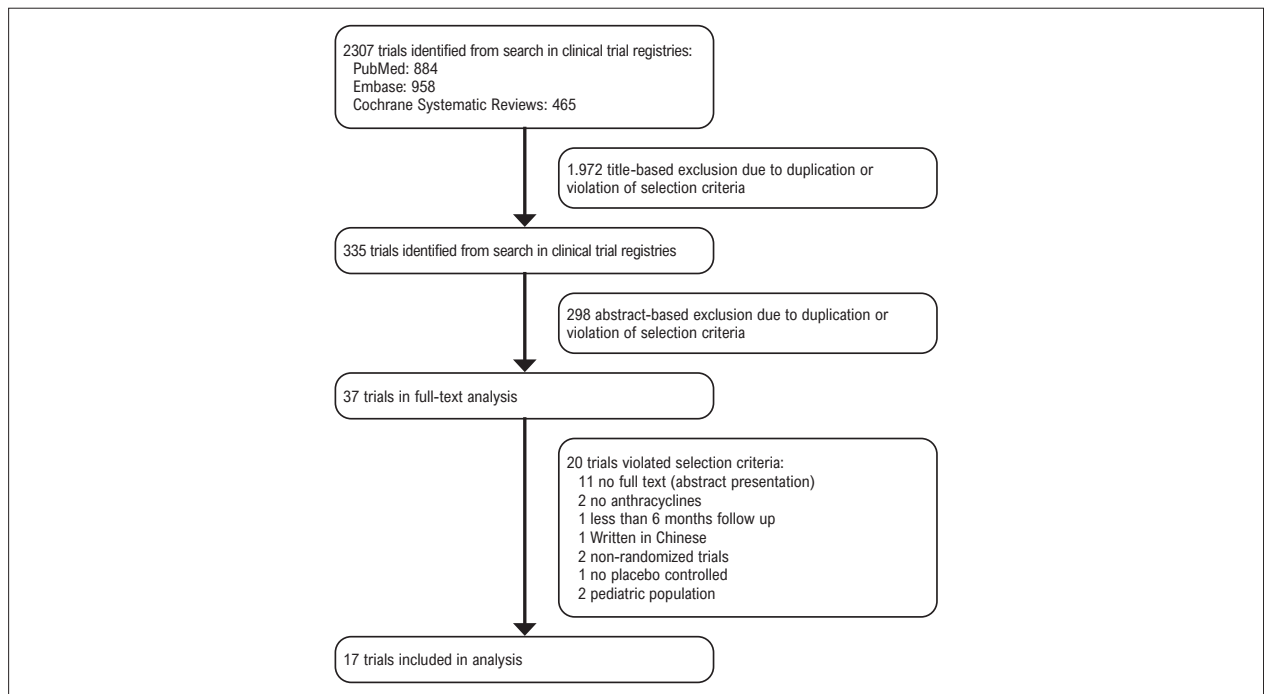 2307 trials identified from search in clinical trial registries:
PubMed: 884
Embase: 958
Cochrane Systematic Reviews: 465
1.972 title-based exclusion due to duplication or
violation of selection criteria
335 trials identified from search in clinical trial registries
298 abstract-based exclusion due to duplication or
violation of selection criteria
37 trials in full-text analysis
20 trials violated selection criteria:
11 no full text (abstract presentation)
2 no anthracyclines
1 less than 6 months follow up
1 Written in Chinese
2 non-randomized trials
1 no placebo controlled
2 pediatric population
17 trials included in analysis